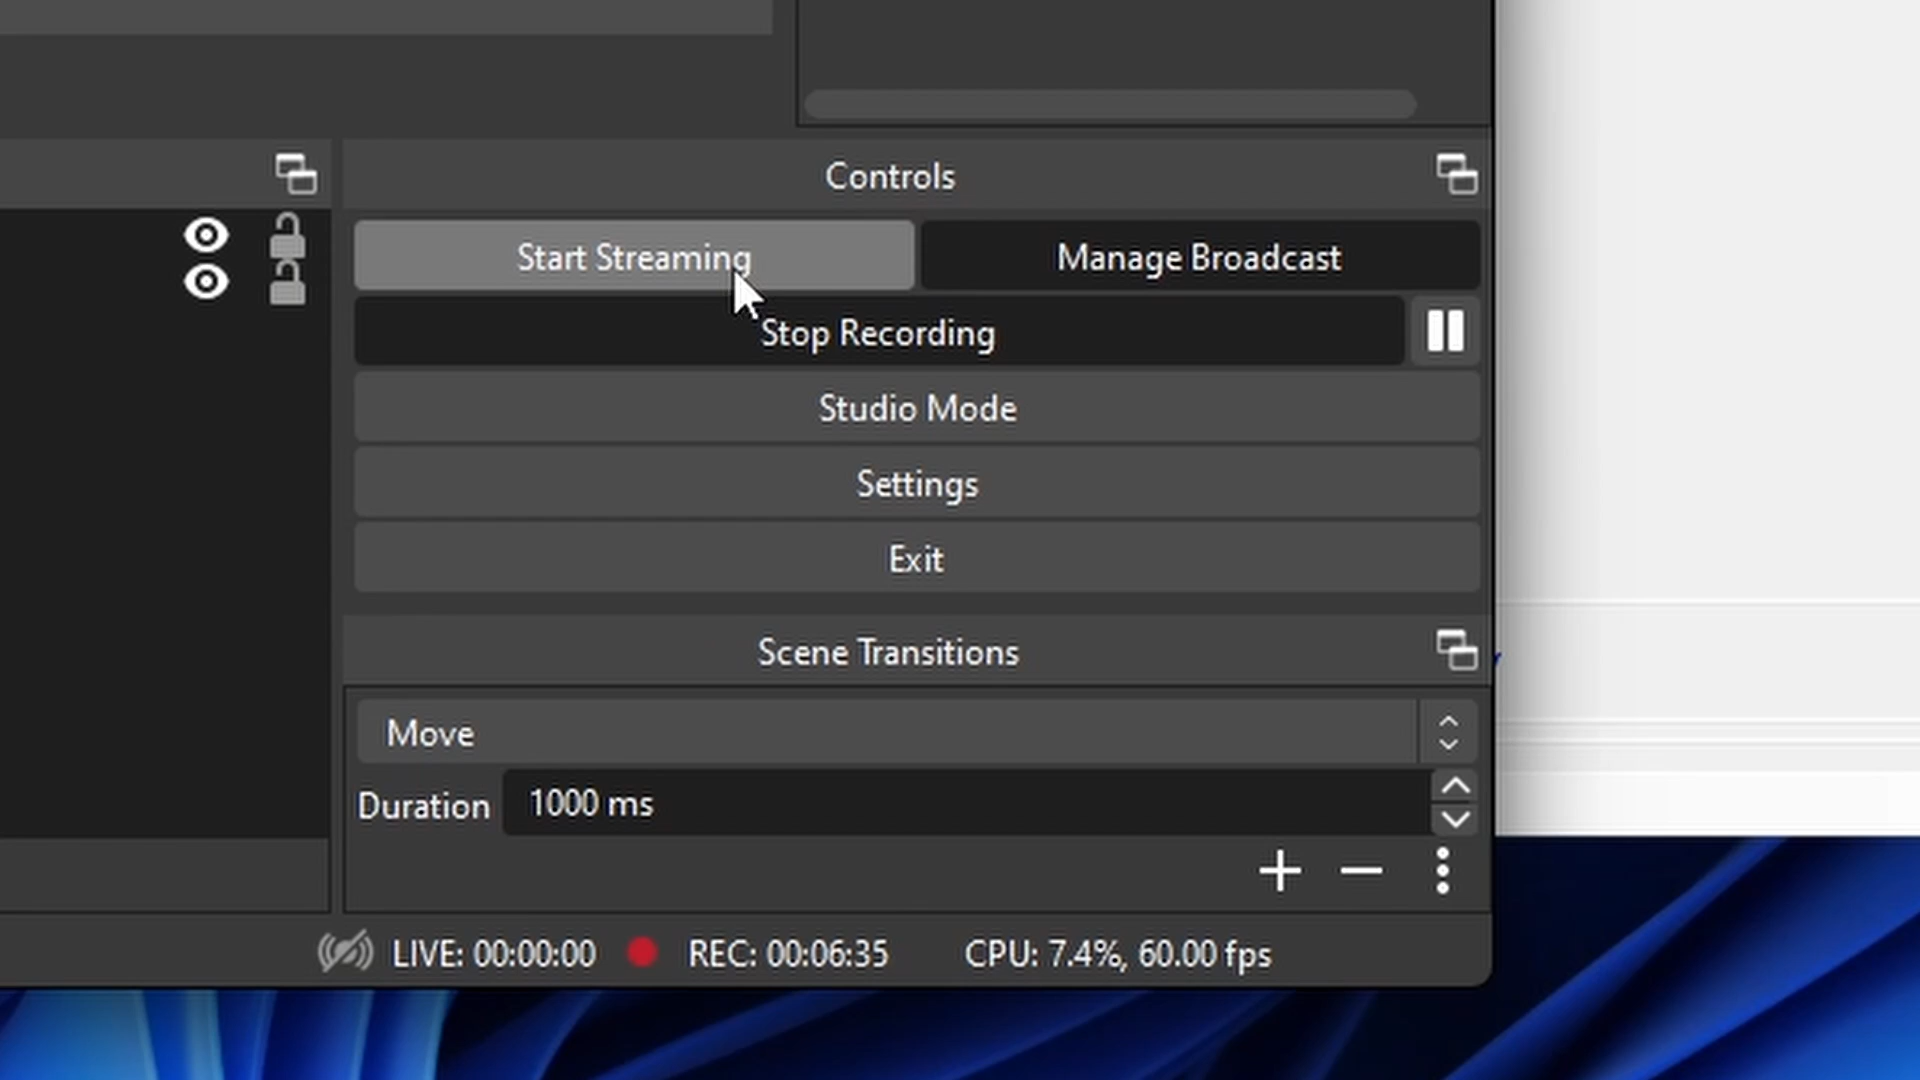 Controls
Start Streaming
Manage Broadcast
Stop Recording
Studio Mode
Settings
Exit
Scene Transitions
Move
Duration 1000 ms
LIVE: 00:00:00 REC: 00:06:35 CPU: 7.4%, 60.00 fps